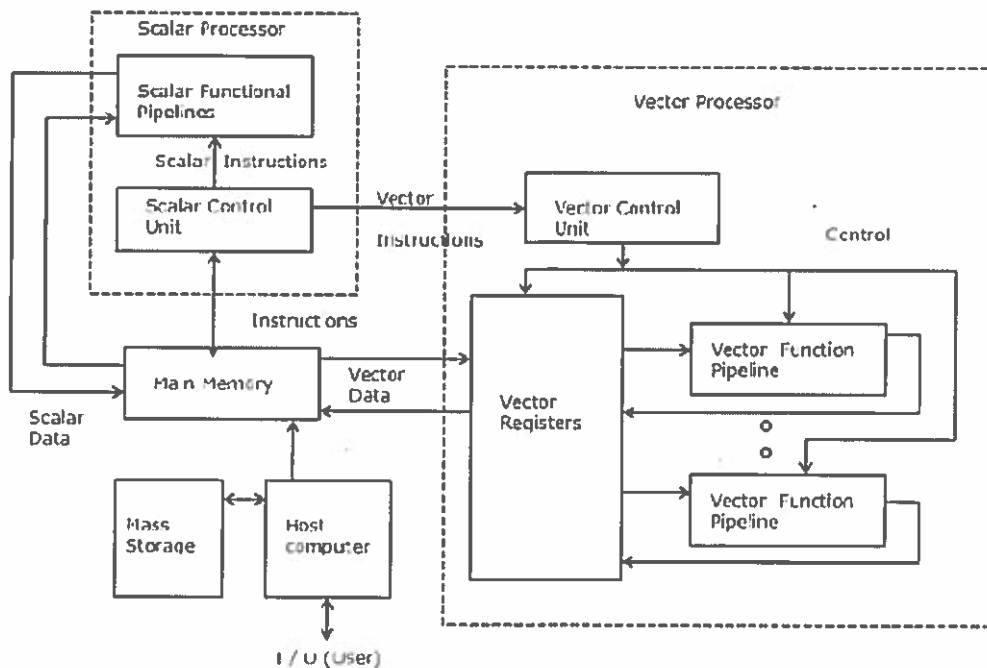 Scalar Processor
Scalar Functional
Pipelines
Scalar Instructions
Scalar Control
Unit
Vector
Instructions
Vector Processor
Vector Control
Unit
Control
Instructions
Main Memory
Vector
Data
Scalar
Data
Vector
Registers
Vector Function
Pipeline
Vector Function
Pipeline
Mass
Storage
Host
computer
I / O (User)